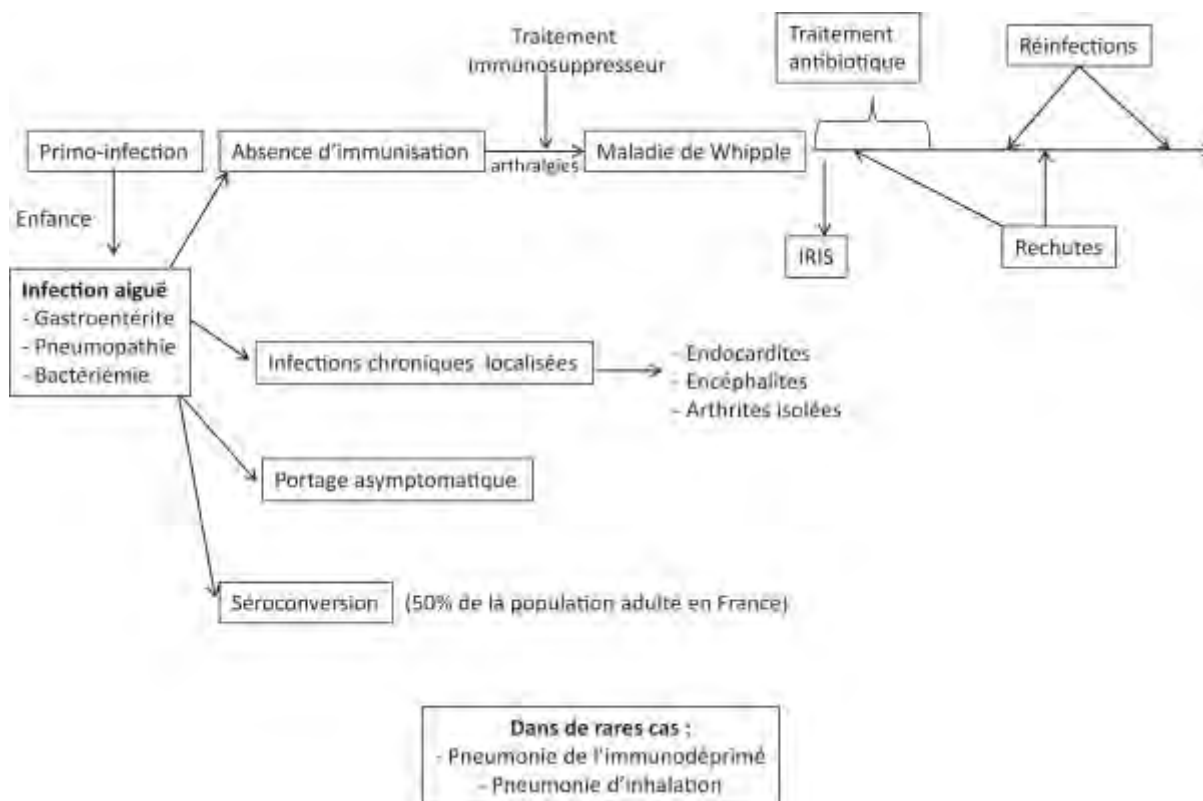 Traitement
immunosuppresseur
Traitement
antibiotique
Réinfections
Primo-infection
Absence d'immunisation
arthralgies
Maladie de Whipple
Enfance
IRIS
Rechutes
Infection aiguë
- Gastroentérite
- Pneumopathie
- Bactériémie
Infections chroniques localisées
- Endocardites
- Encéphalites
- Arthrites isolées
Portage asymptomatique
Séroconversion (50% de la population adulte en France)
Dans de rares cas :
- Pneumonie de l'immunodéprimé
- Pneumonie d'inhalation